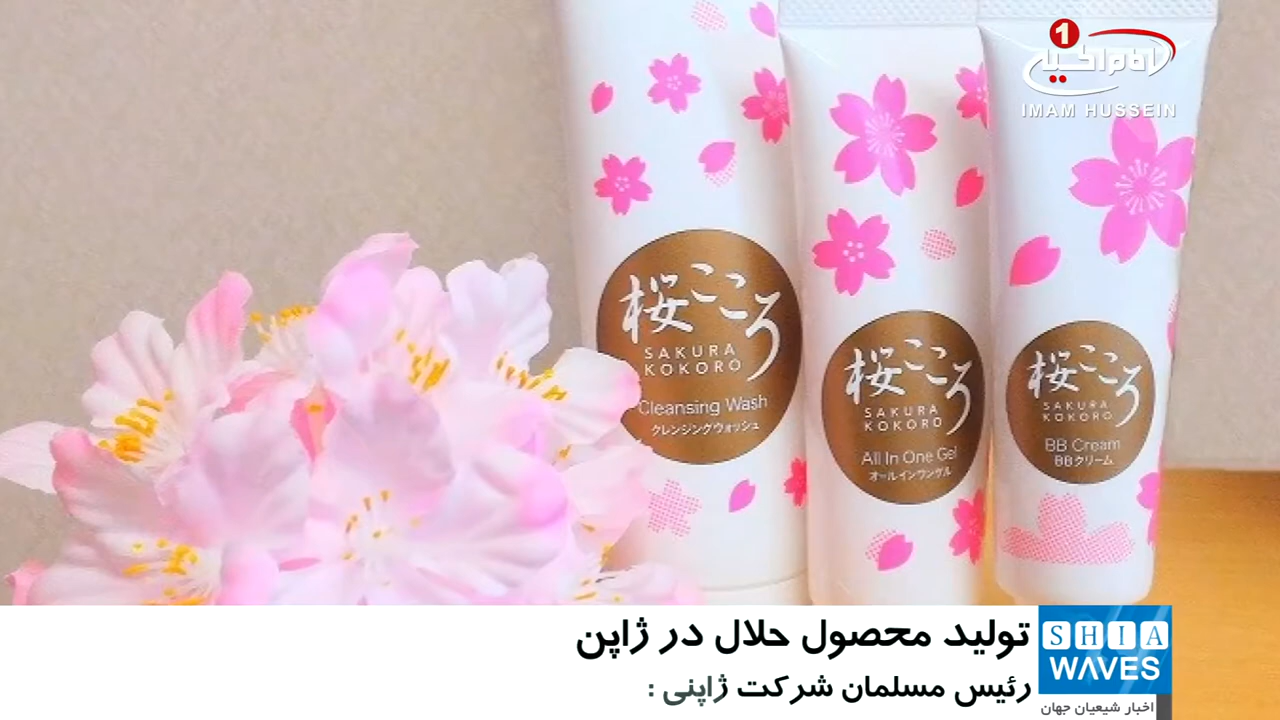 1
امام حسین
IMAM HUSSEIN
桜こころ
SAKURA
KOKORO
Cleansing Wash
クレンジングウォッシュ
桜こころ
SAKURA
KOKORO
All In One Gel
オールインワンゲル
桜こころ
SAKURA
KOKORO
BB Cream
BBクリーム
تولید محصول حلال در ژاپن
رئیس مسلمان شرکت ژاپنی :
SHIA
WAVES
اخبار شیعیان جهان